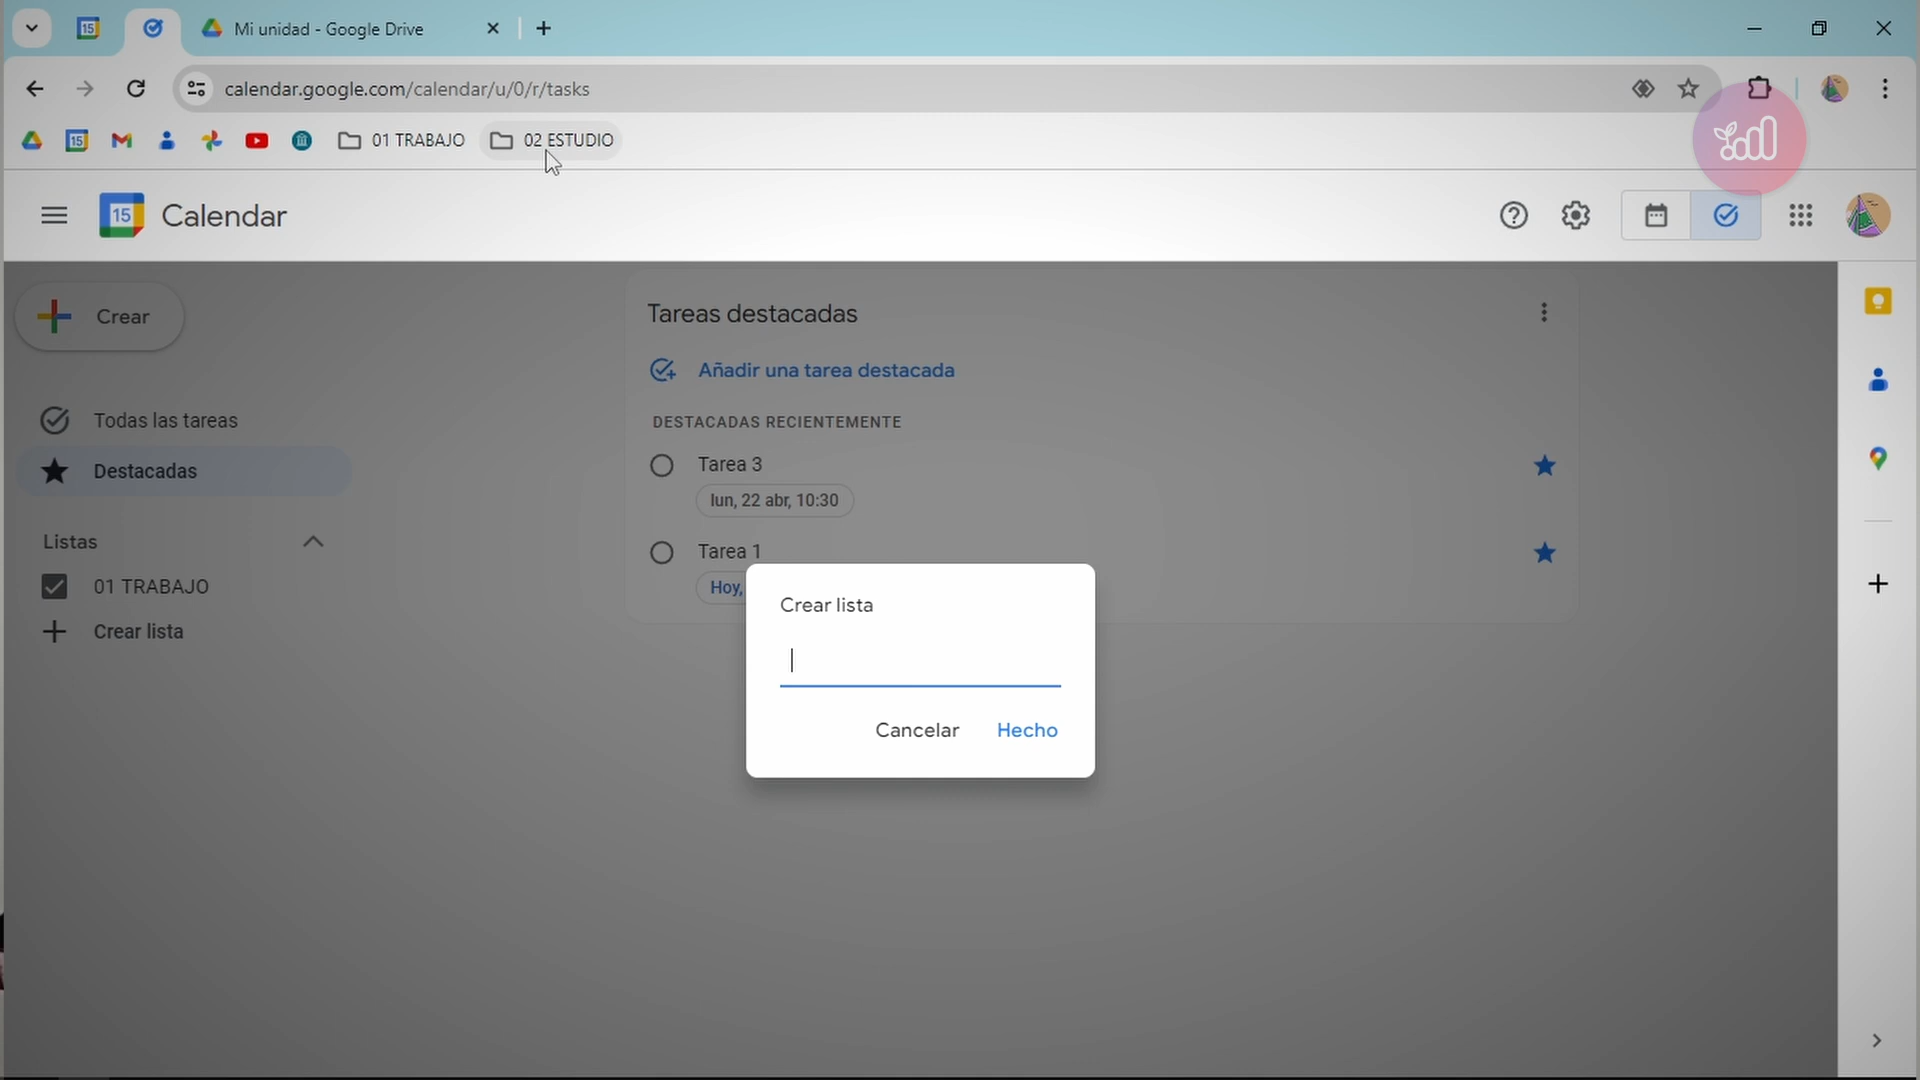 Mi unidad - Google Drive
calendar.google.com/calendar/u/0/r/tasks
01 TRABAJO
02 ESTUDIO
15
Calendar
Crear
Todas las tareas
Destacadas
Listas
01 TRABAJO
Crear lista
Tareas destacadas
Añadir una tarea destacada
DESTACADAS RECIENTEMENTE
Tarea 3
lun, 22 abr, 10:30
Tarea 1
Hoy,
Crear lista
Cancelar
Hecho